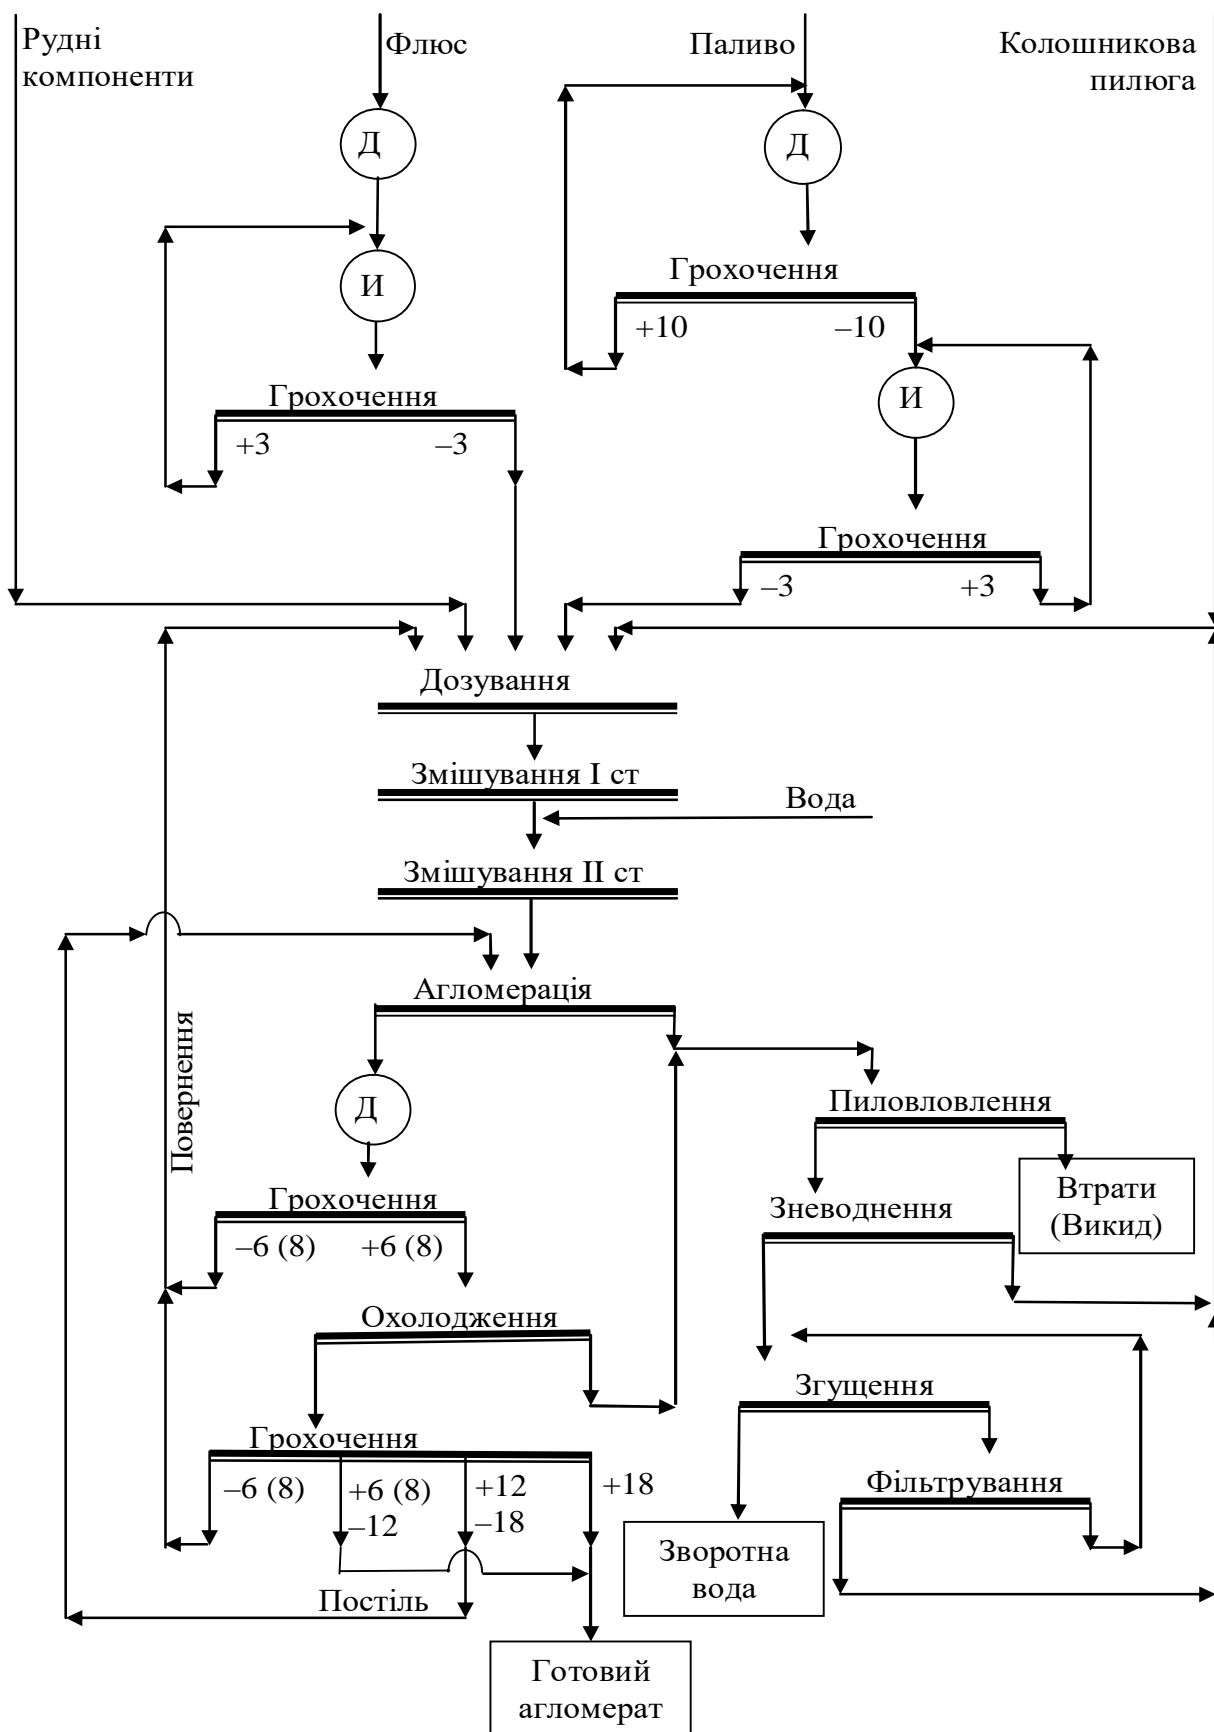 Рудні
компоненти
Флюс
Паливо
Колошникова
пилюга
Д
Д
И
Грохочення
+10 –10
И
Грохочення
+3 –3
Грохочення
–3 +3
Дозування
Змішування I ст
Вода
Змішування II ст
Агломерація
Повернення
Д
Пиловловлення
Втрати
(Викид)
Грохочення
–6 (8) +6 (8)
Зневоднення
Охолодження
Згущення
Грохочення
–6 (8) +6 (8) +12 +18
–12 –18
Фільтрування
Зворотна
вода
Постіль
Готовий
агломерат